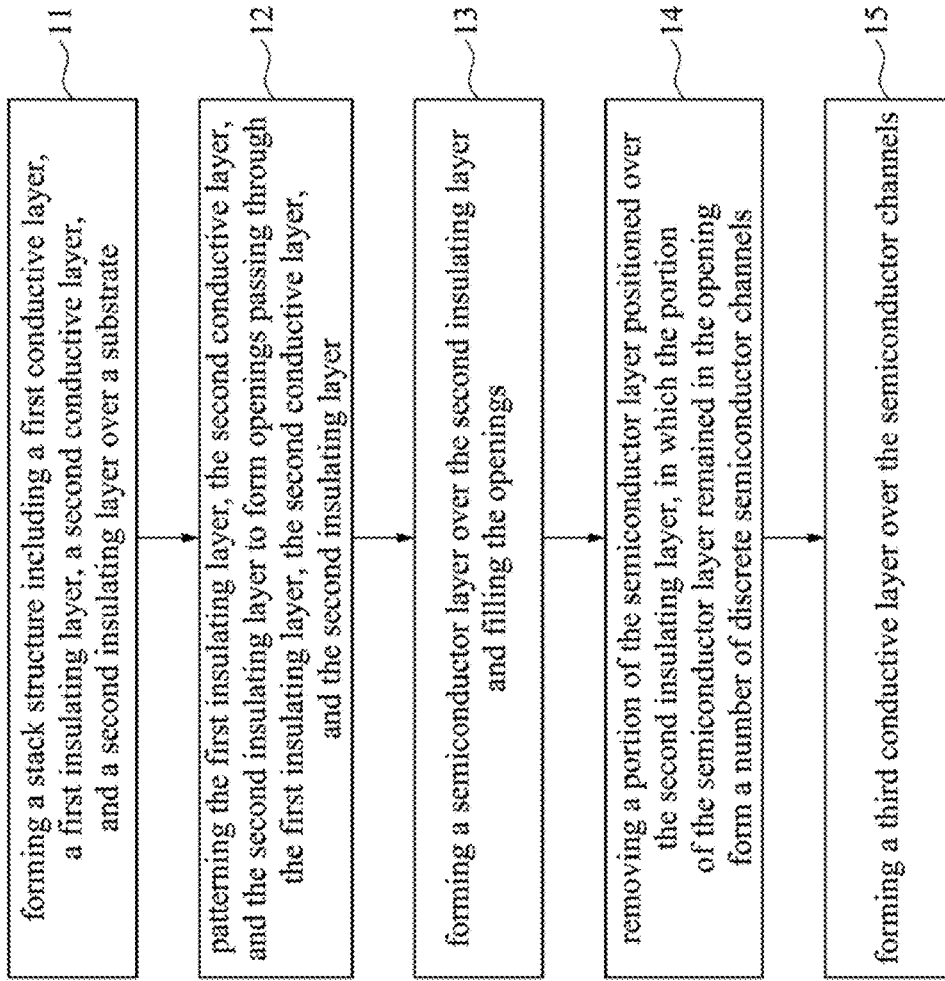 forming a stack structure including a first conductive layer,
a first insulating layer, a second conductive layer,
and a second insulating layer over a substrate
11
patterning the first insulating layer, the second conductive layer,
and the second insulating layer to form openings passing through
the first insulating layer, the second conductive layer,
and the second insulating layer
12
forming a semiconductor layer over the second insulating layer
and filling the openings
13
removing a portion of the semiconductor layer positioned over
the second insulating layer, in which the portion
of the semiconductor layer remained in the opening
form a number of discrete semiconductor channels
14
forming a third conductive layer over the semiconductor channels
15